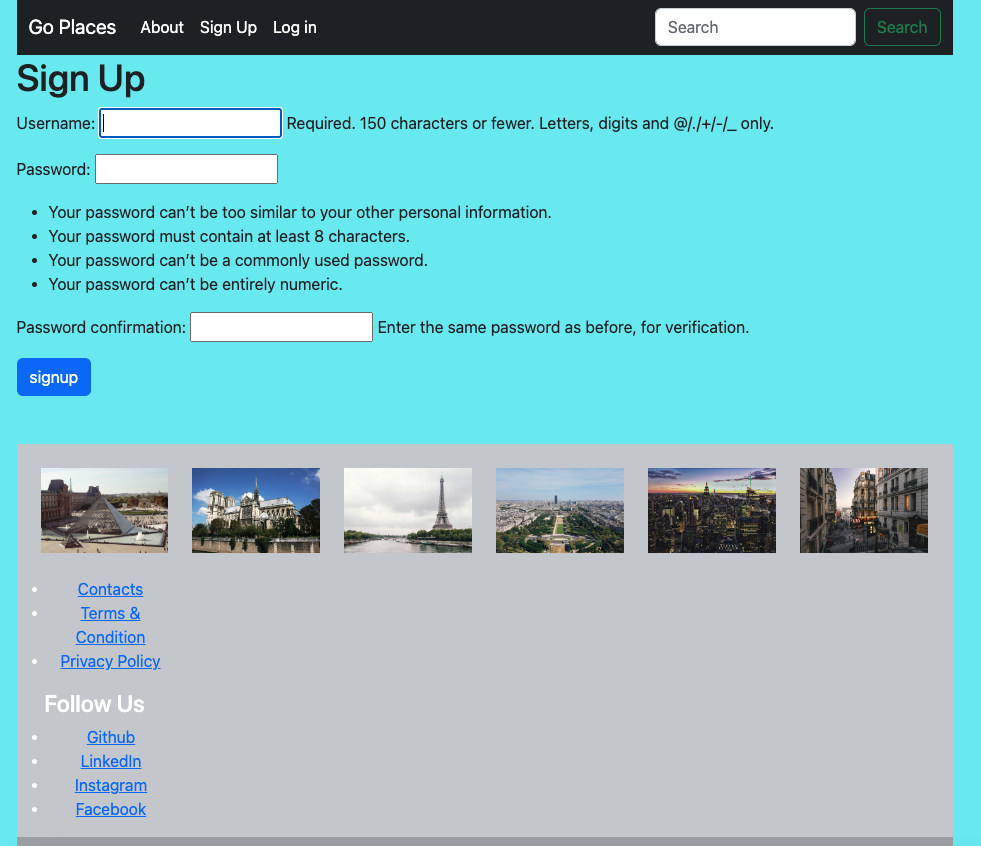 Go Places About Sign Up Log in Search Search
Sign Up
Username: Required. 150 characters or fewer. Letters, digits and @/./+/-/_ only.
Password:
• Your password can’t be too similar to your other personal information.
• Your password must contain at least 8 characters.
• Your password can’t be a commonly used password.
• Your password can’t be entirely numeric.
Password confirmation: Enter the same password as before, for verification.
signup
• Contacts
• Terms &
Condition
• Privacy Policy
Follow Us
• Github
• LinkedIn
• Instagram
• Facebook